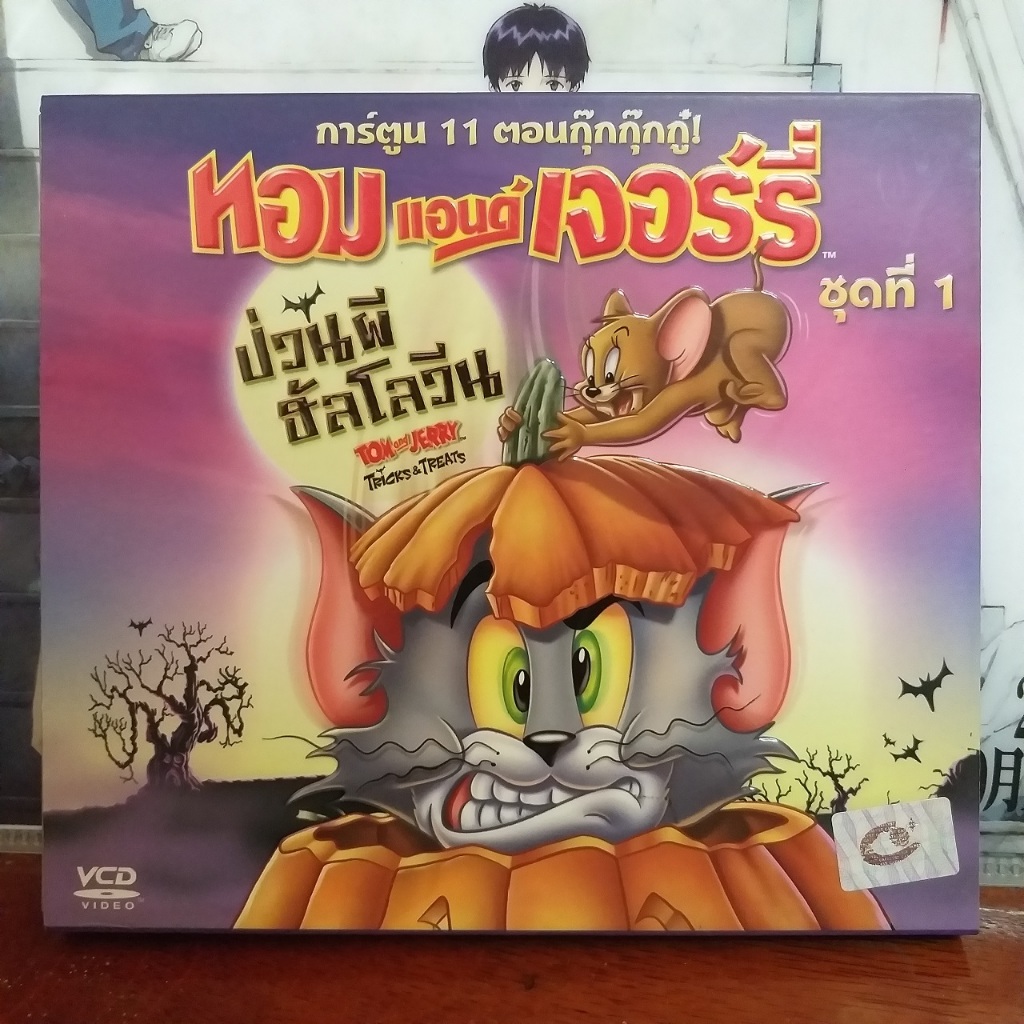 การ์ตูน 11 ตอนกุ๊กกุ๊กกู๋!
ทอม แอนด์ เจอร์รี่™
ชุดที่ 1
ป่วนผี
ฮัลโลวีน
TOM and JERRY
TRICKS & TREATS
VCD
VIDEO
2
月